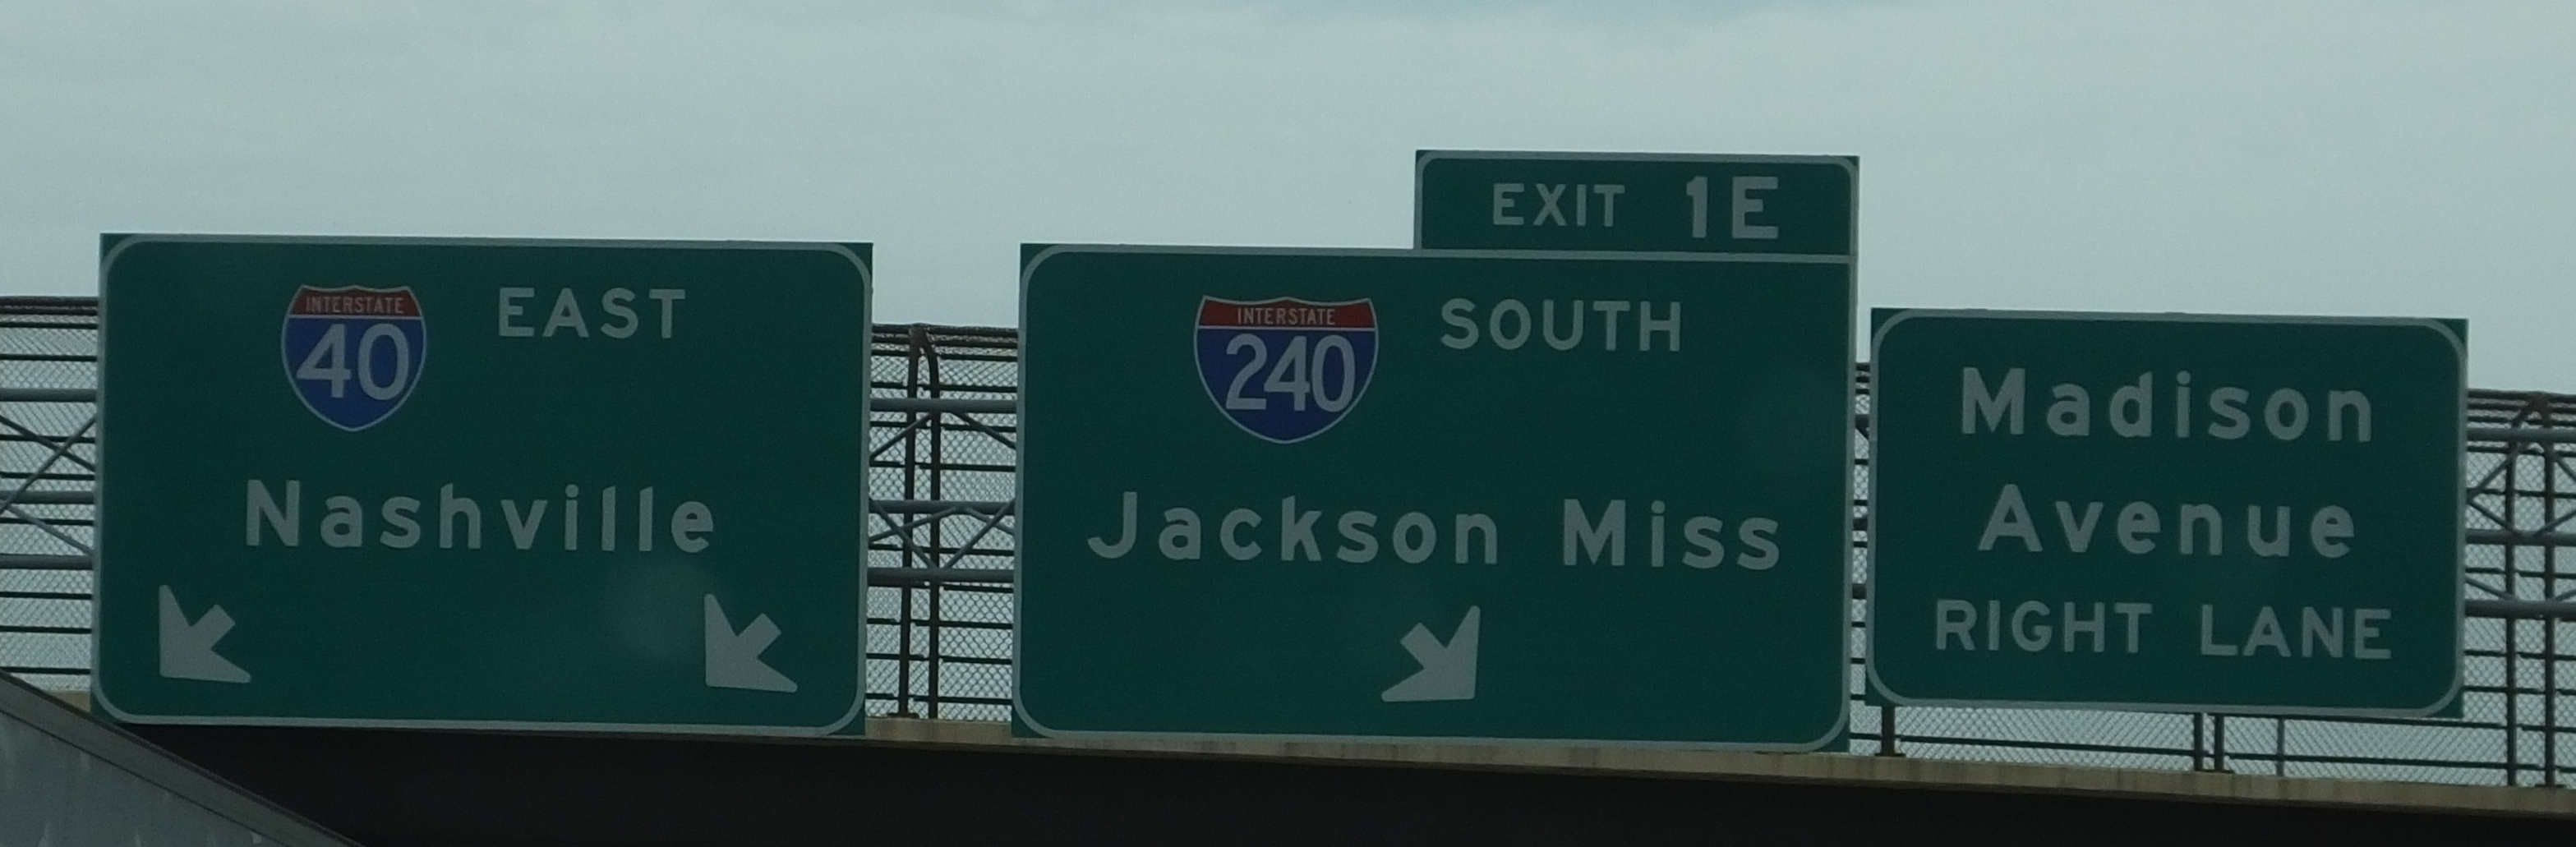 INTERSTATE
40
EAST
Nashville
EXIT 1E
INTERSTATE
240
SOUTH
Jackson Miss
Madison
Avenue
RIGHT LANE